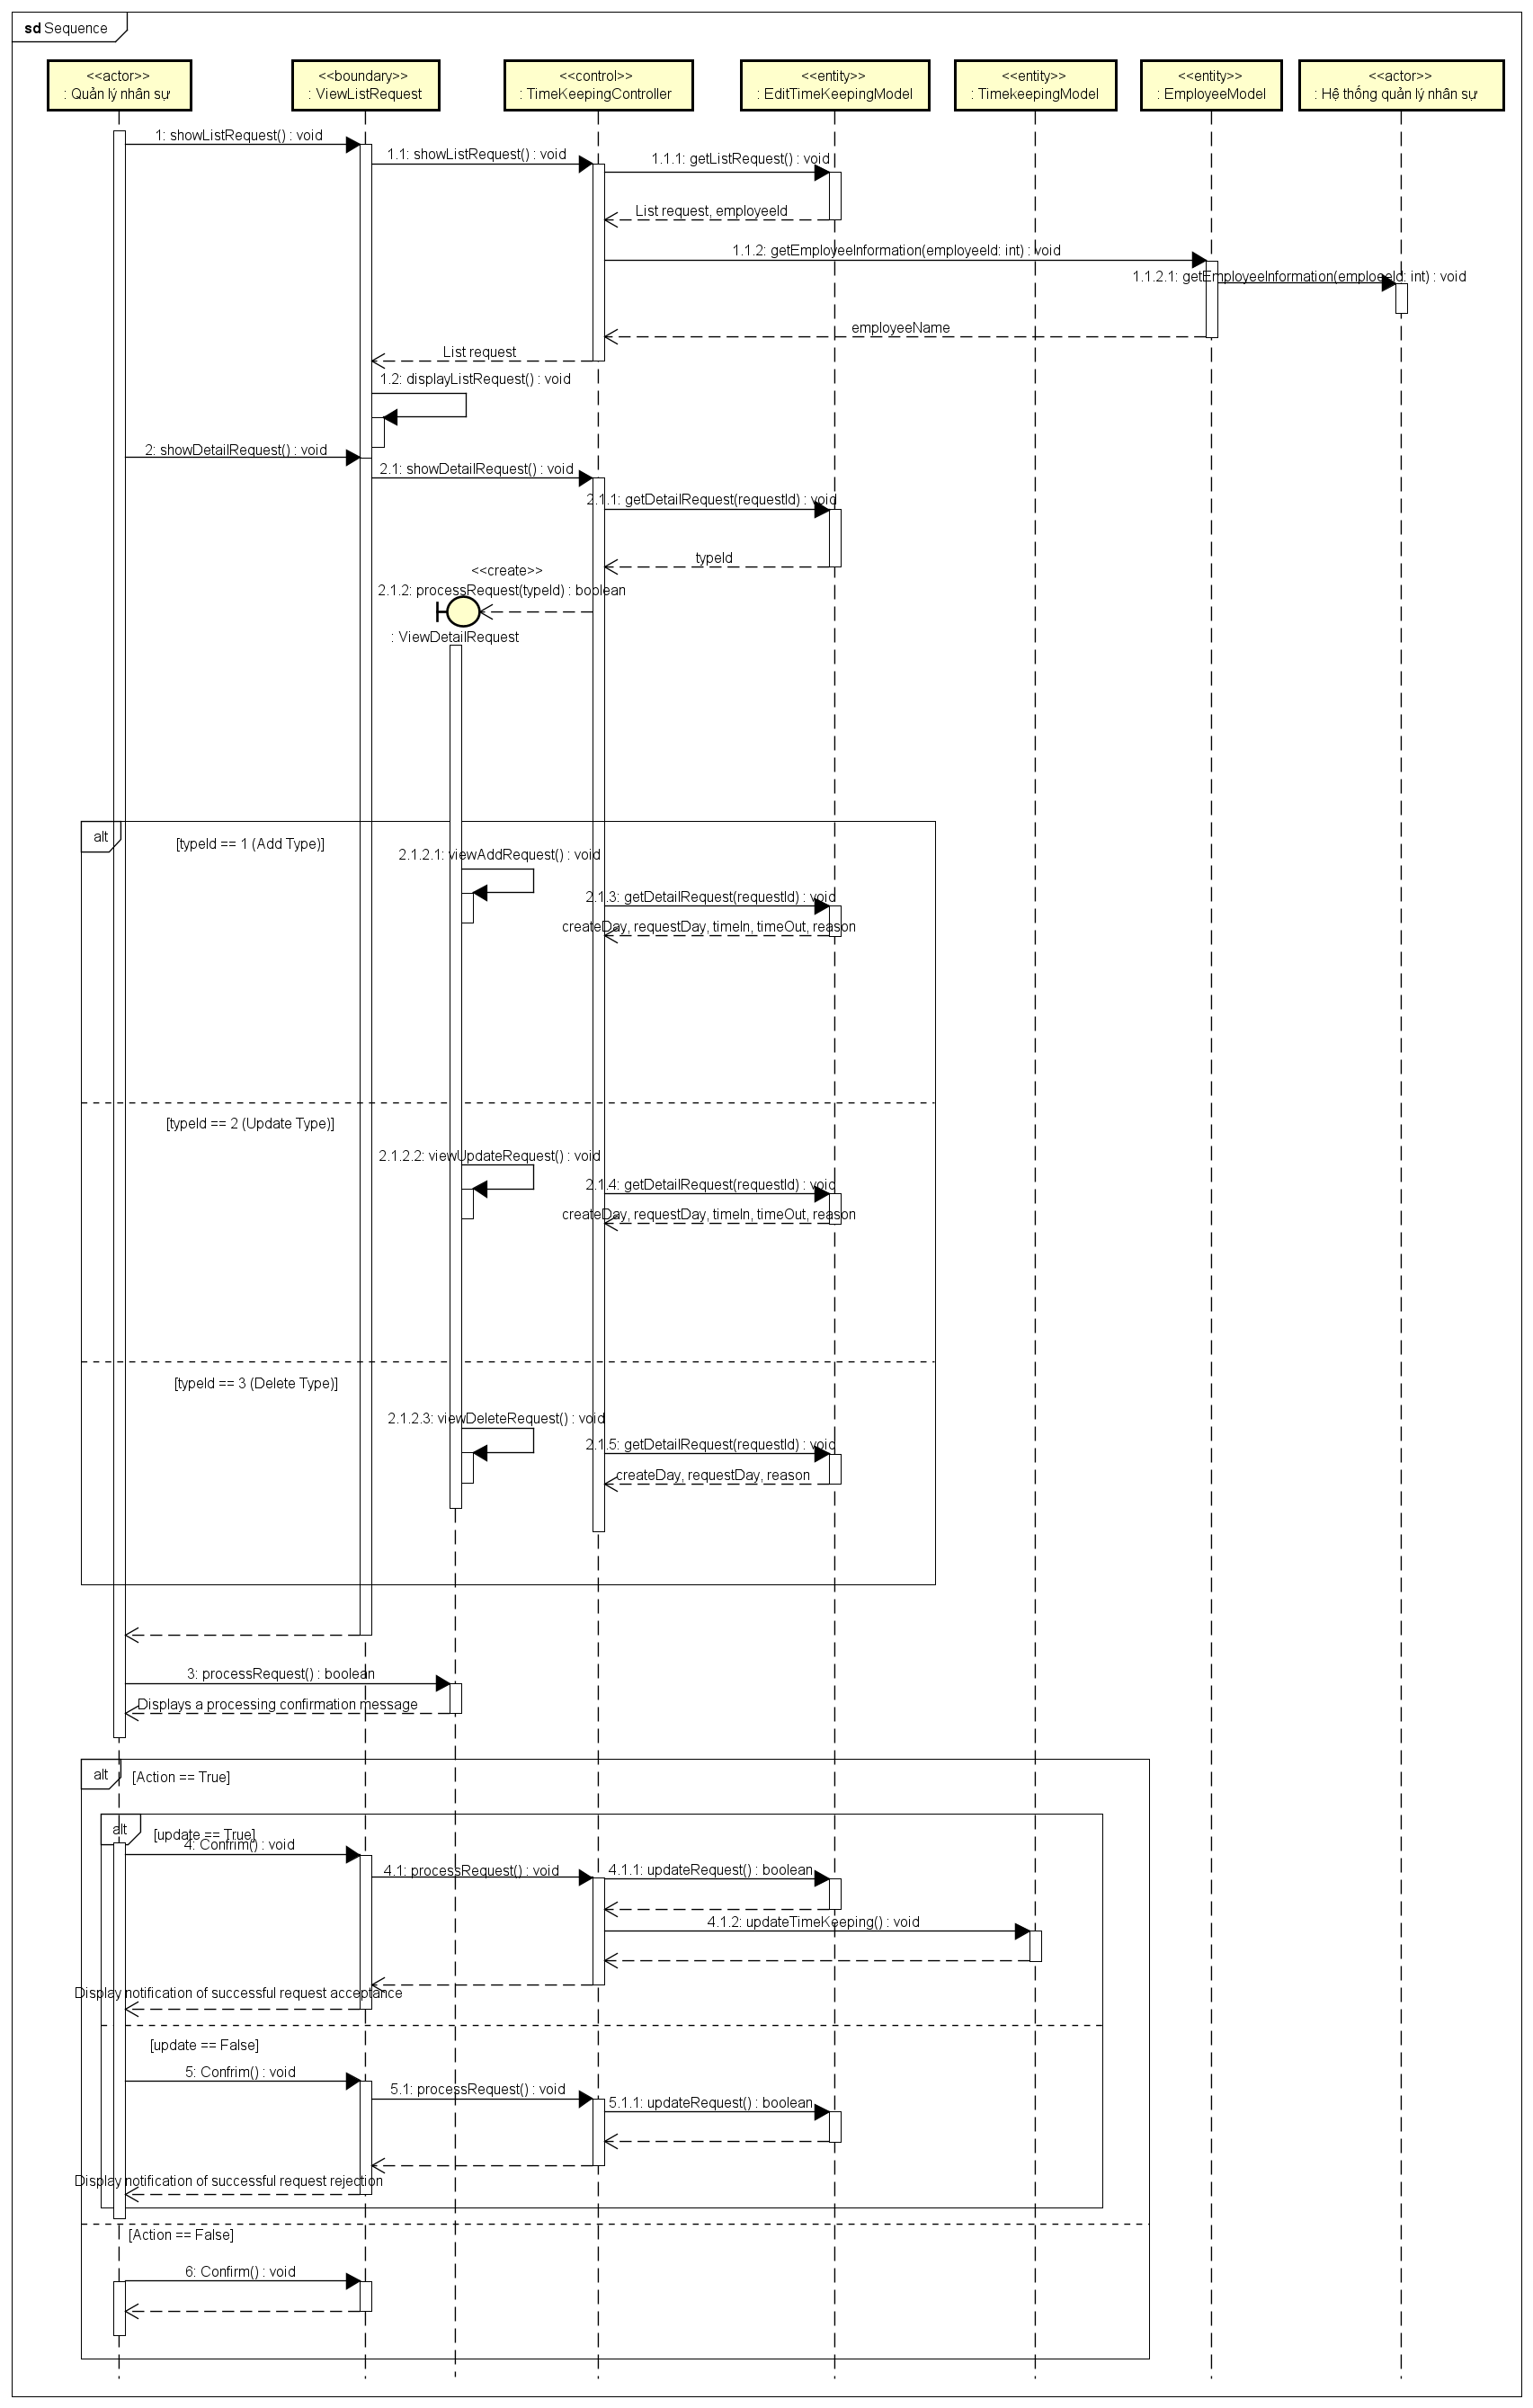 sd Sequence
<<actor>>
: Quản lý nhân sự
<<boundary>>
: ViewListRequest
<<control>>
: TimeKeepingController
<<entity>>
: EditTimeKeepingModel
<<entity>>
: TimekeepingModel
<<entity>>
: EmployeeModel
<<actor>>
: Hệ thống quản lý nhân sự
1: showListRequest() : void
1.1: showListRequest() : void
1.1.1: getListRequest() : void
List request, employeeId
1.1.2: getEmployeeInformation(employeeId: int) : void
1.1.2.1: getEmployeeInformation(emploeeId: int) : void
employeeName
List request
1.2: displayListRequest() : void
2: showDetailRequest() : void
2.1: showDetailRequest() : void
2.1.1: getDetailRequest(requestId) : void
typeId
<<create>>
2.1.2: processRequest(typeId) : boolean
: ViewDetailRequest
alt
[typeId == 1 (Add Type)]
2.1.2.1: viewAddRequest() : void
2.1.3: getDetailRequest(requestId) : void
createDay, requestDay, timeIn, timeOut, reason
[typeId == 2 (Update Type)]
2.1.2.2: viewUpdateRequest() : void
2.1.4: getDetailRequest(requestId) : void
createDay, requestDay, timeIn, timeOut, reason
[typeId == 3 (Delete Type)]
2.1.2.3: viewDeleteRequest() : void
2.1.5: getDetailRequest(requestId) : void
createDay, requestDay, reason
3: processRequest() : boolean
Displays a processing confirmation message
alt
[Action == True]
alt
[update == True]
4: Confrim() : void
4.1: processRequest() : void
4.1.1: updateRequest() : boolean
4.1.2: updateTimeKeeping() : void
Display notification of successful request acceptance
[update == False]
5: Confrim() : void
5.1: processRequest() : void
5.1.1: updateRequest() : boolean
Display notification of successful request rejection
[Action == False]
6: Confirm() : void